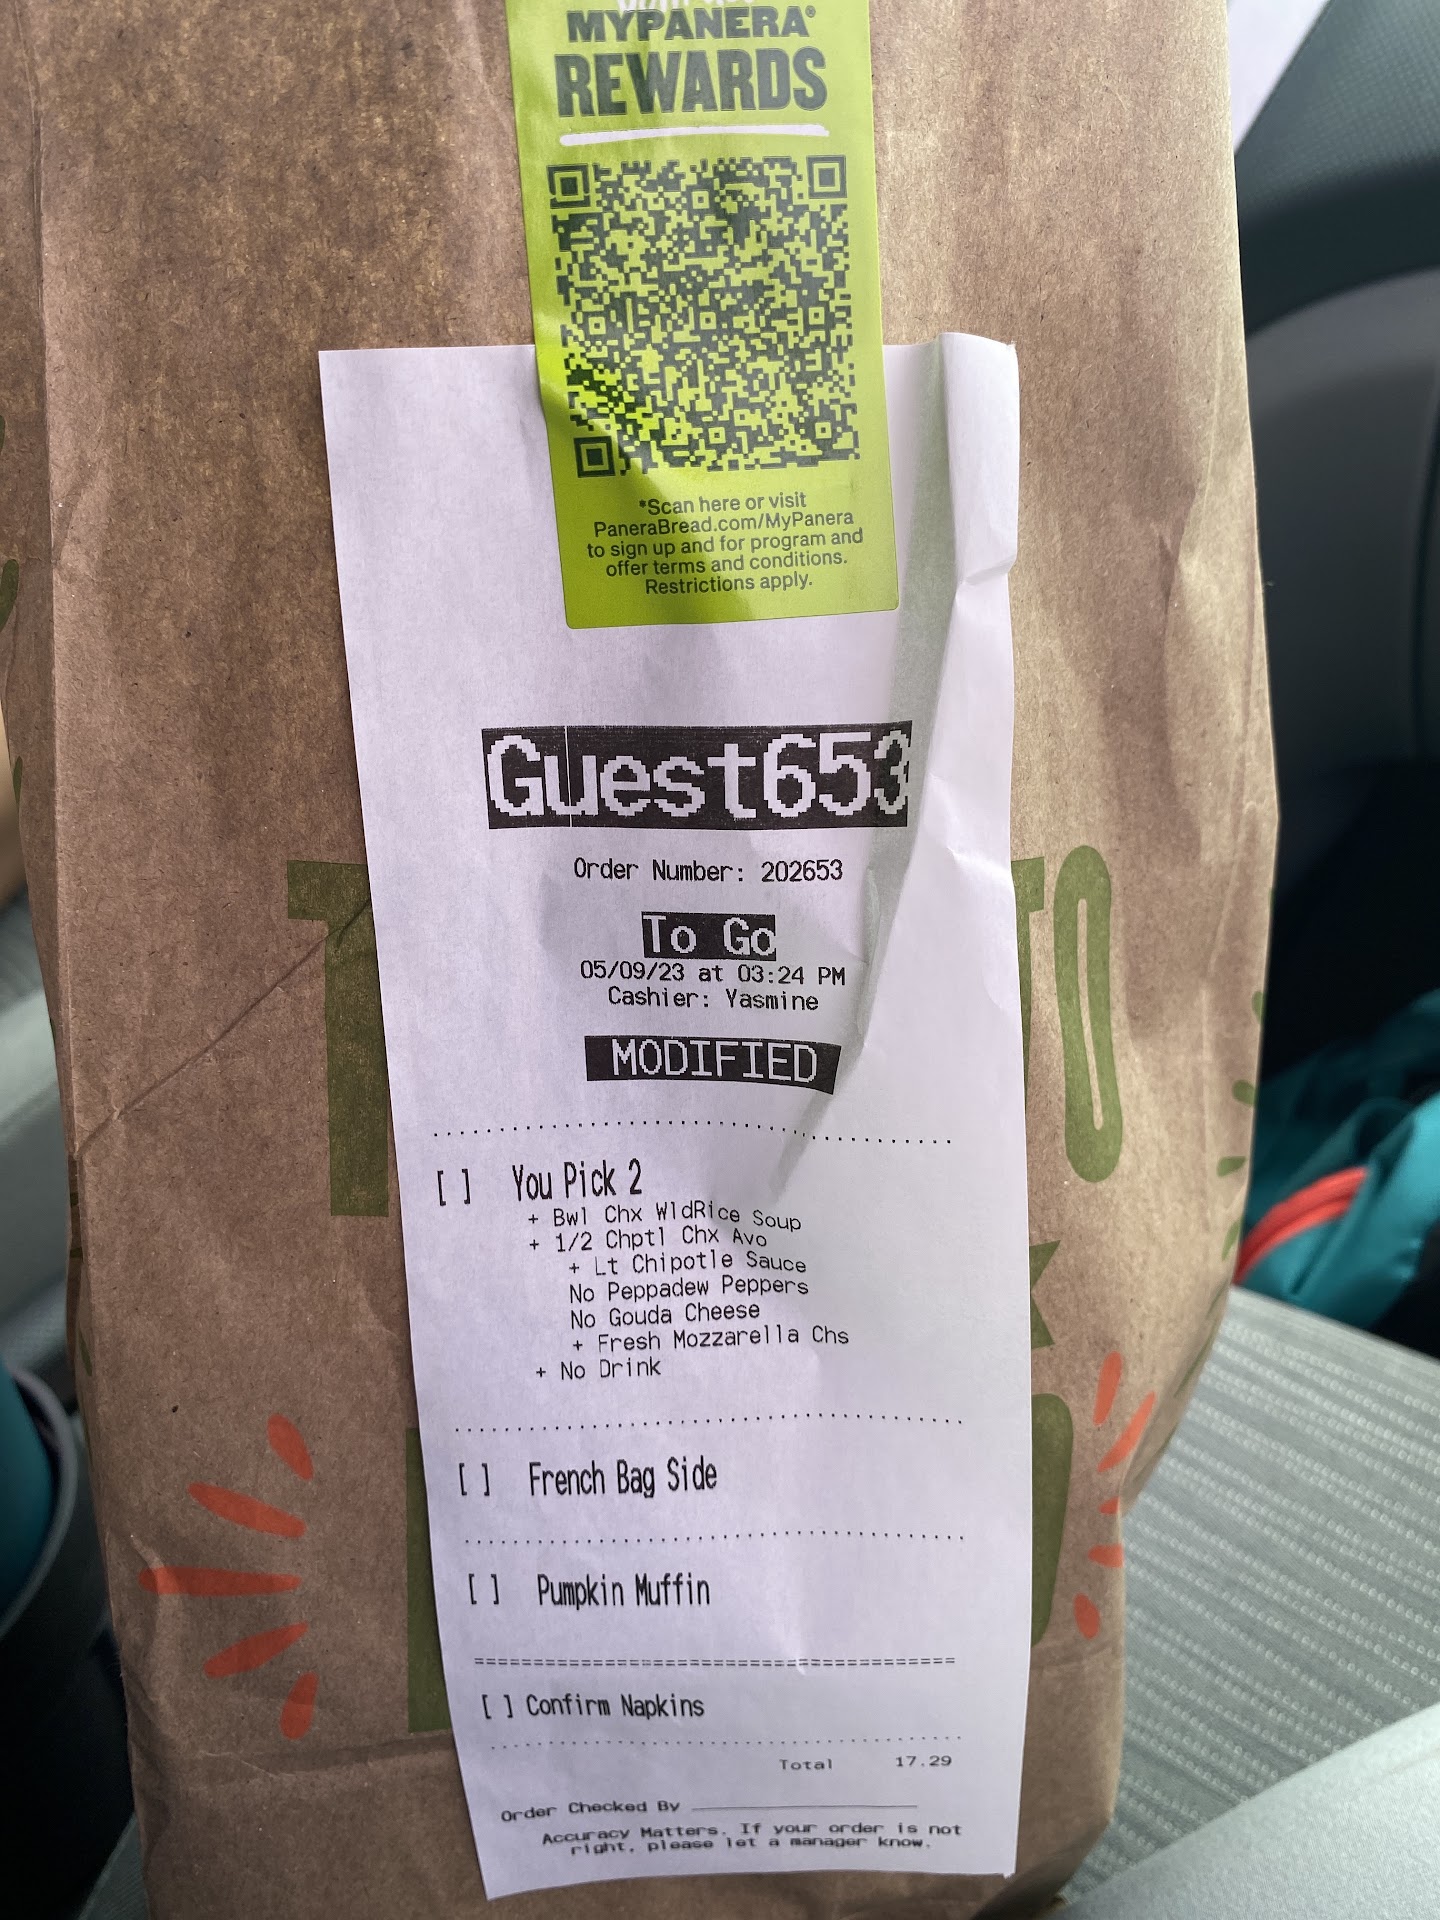 MYPANERA®
REWARDS
*Scan here or visit
PaneraBread.com/MyPanera
to sign up and for program and
offer terms and conditions.
Restrictions apply.
Guest653
Order Number: 202653
To Go
05/09/23 at 03:24 PM
Cashier: Yasmine
MODIFIED
[ ] You Pick 2
+ Bwl Chx WldRice Soup
+ 1/2 Chptl Chx Avo
+ Lt Chipotle Sauce
No Peppadew Peppers
No Gouda Cheese
+ Fresh Mozzarella Chs
+ No Drink
[ ] French Bag Side
[ ] Pumpkin Muffin
[ ] Confirm Napkins
Total 17.29
Order Checked By
Accuracy Matters. If your order is not
right, please let a manager know.